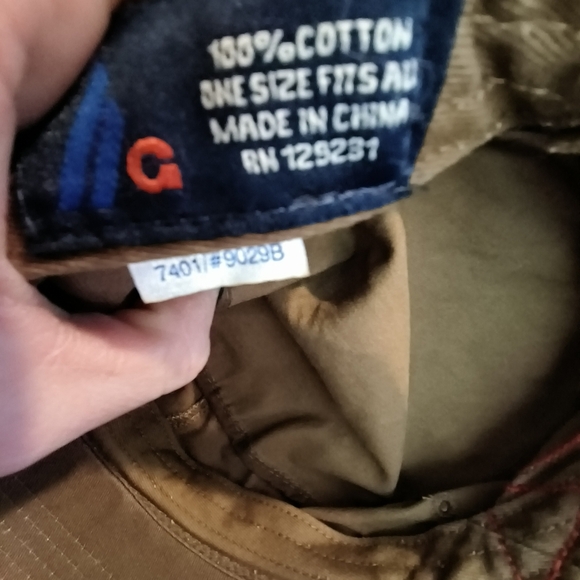 100% COTTON
ONE SIZE FITS ALL
MADE IN CHINA
RN 129231
G
7401/#9029B